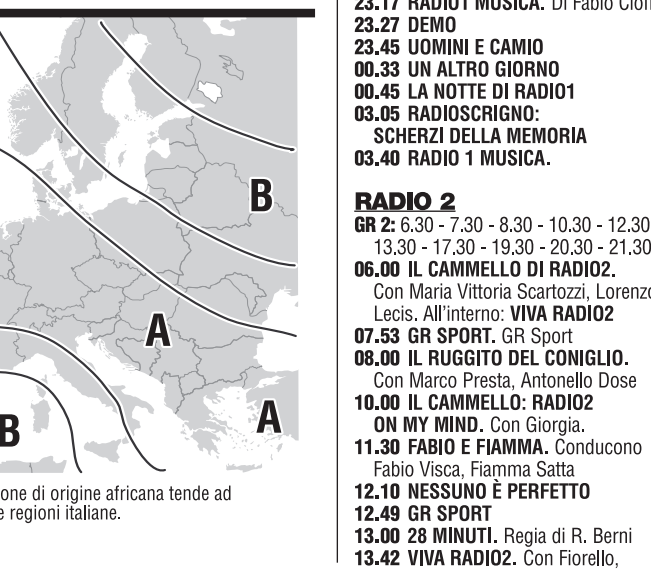 B
A
A
B
one di origine africana tende ad
e regioni italiane.
23.17 RADIO1 MUSICA. Di Fabio Cioff
23.27 DEMO
23.45 UOMINI E CAMIO
00.33 UN ALTRO GIORNO
00.45 LA NOTTE DI RADIO1
03.05 RADIOSCRIGNO:
SCHERZI DELLA MEMORIA
03.40 RADIO 1 MUSICA.
RADIO 2
GR 2: 6.30 - 7.30 - 8.30 - 10.30 - 12.30
13.30 - 17.30 - 19.30 - 20.30 - 21.30
06.00 IL CAMMELLO DI RADIO2.
Con Maria Vittoria Scartozzi, Lorenzo
Lecis. All'interno: VIVA RADIO2
07.53 GR SPORT. GR Sport
08.00 IL RUGGITO DEL CONIGLIO.
Con Marco Presta, Antonello Dose
10.00 IL CAMMELLO: RADIO2
ON MY MIND. Con Giorgia.
11.30 FABIO E FIAMMA. Conducono
Fabio Visca, Fiamma Satta
12.10 NESSUNO È PERFETTO
12.49 GR SPORT
13.00 28 MINUTI. Regia di R. Berni
13.42 VIVA RADIO2. Con Fiorello,